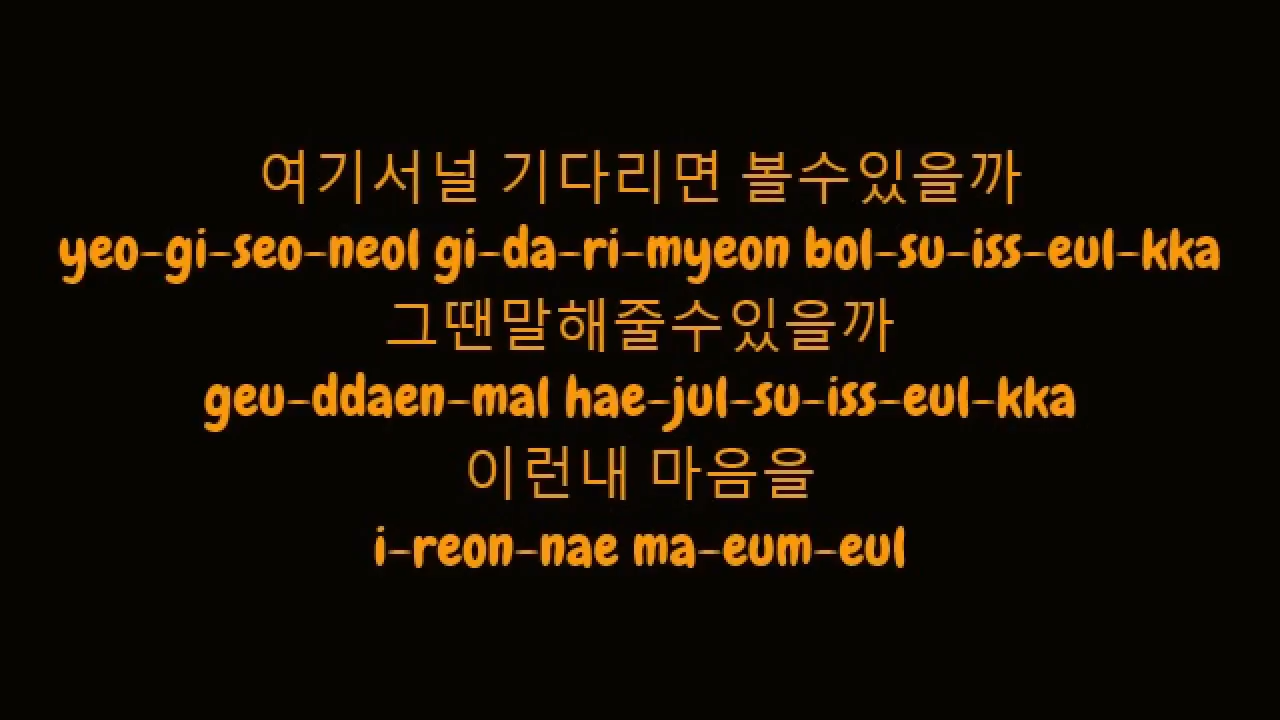 여기서널 기다리면 볼수있을까
yeo-gi-seo-neol gi-da-ri-myeon bol-su-iss-eul-kka
그땐말해줄수있을까
geu-ddaen-mal hae-jul-su-iss-eul-kka
이런내 마음을
i-reon-nae ma-eum-eul